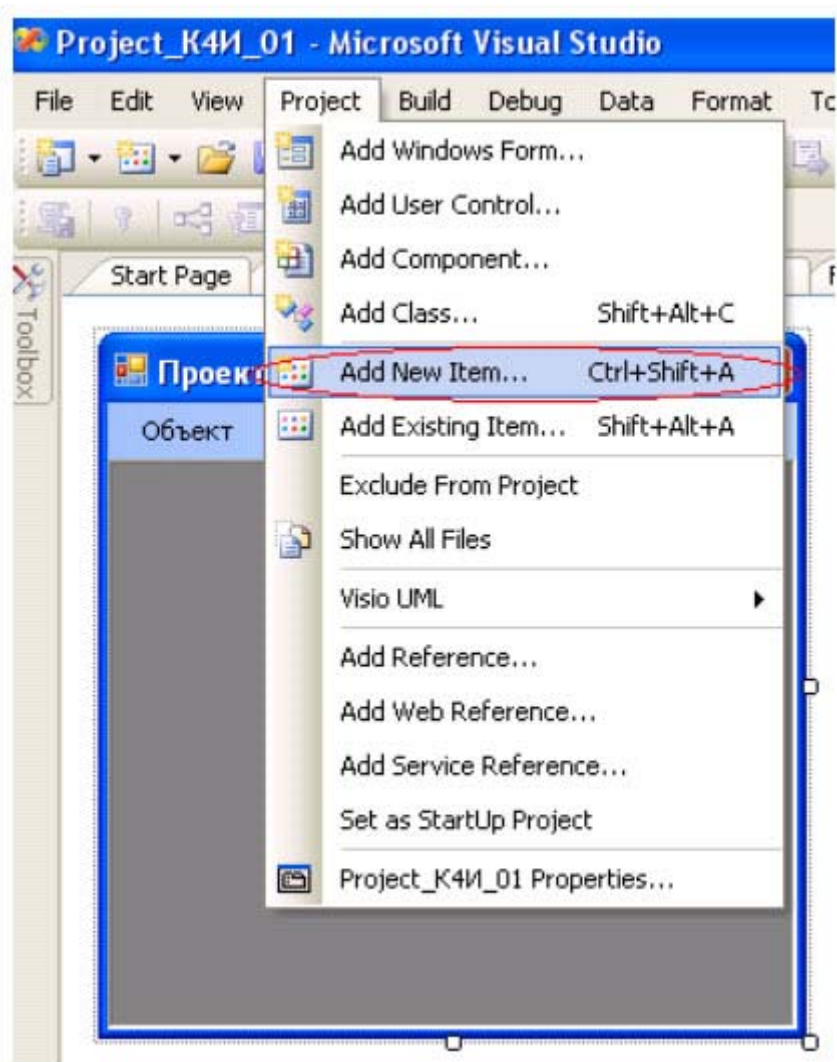 Project_К4И_01 - Microsoft Visual Studio
File Edit View Project Build Debug Data Format
Add Windows Form...
Add User Control...
Start Page
Add Component...
Add Class... Shift+Alt+C
Toolbox
Add New Item... Ctrl+Shift+A
Объект
Add Existing Item... Shift+Alt+A
Exclude From Project
Show All Files
Visio UML
Add Reference...
Add Web Reference...
Add Service Reference...
Set as StartUp Project
Project_К4И_01 Properties...